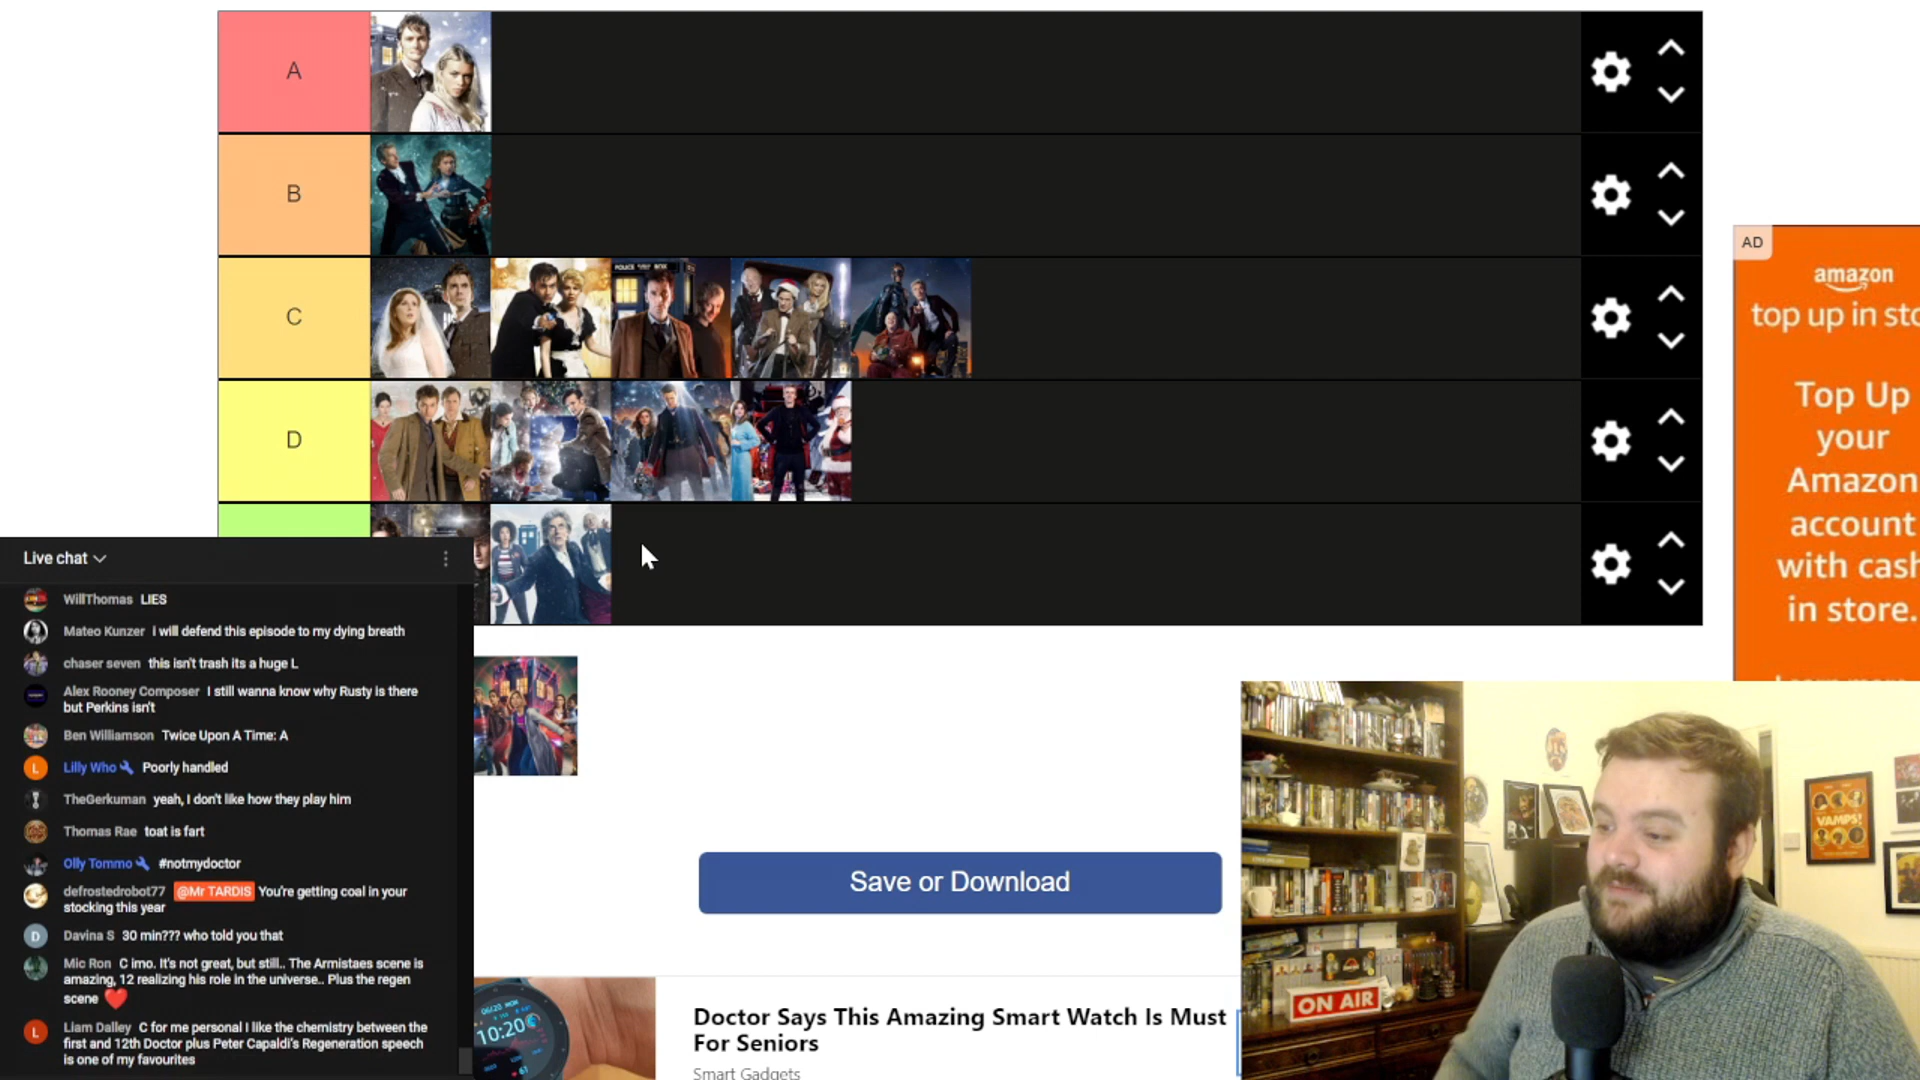 A
B
C
POLICE BOX
D
AD
amazon
top up in sto
Top Up
your
Amazon
account
with cash
in store.
Live chat
WillThomas LIES
Mateo Kunzer I will defend this episode to my dying breath
chaser seven this isn't trash its a huge L
Alex Rooney Composer I still wanna know why Rusty is there
but Perkins isn't
Ben Williamson Twice Upon A Time: A
L Lilly Who Poorly handled
TheGerkuman yeah, I don't like how they play him
Thomas Rae toat is fart
Olly Tommo #notmydoctor
defrostedrobot77 @Mr TARDIS You're getting coal in your
stocking this year
D Davina S 30 min??? who told you that
Mic Ron C imo. It's not great, but still.. The Armistaes scene is
amazing, 12 realizing his role in the universe.. Plus the regen
scene ❤️
L Liam Dalley C for me personal I like the chemistry between the
first and 12th Doctor plus Peter Capaldi's Regeneration speech
is one of my favourites
Save or Download
10:20
Doctor Says This Amazing Smart Watch Is Must
For Seniors
Smart Gadgets
VAMPS!
ON AIR